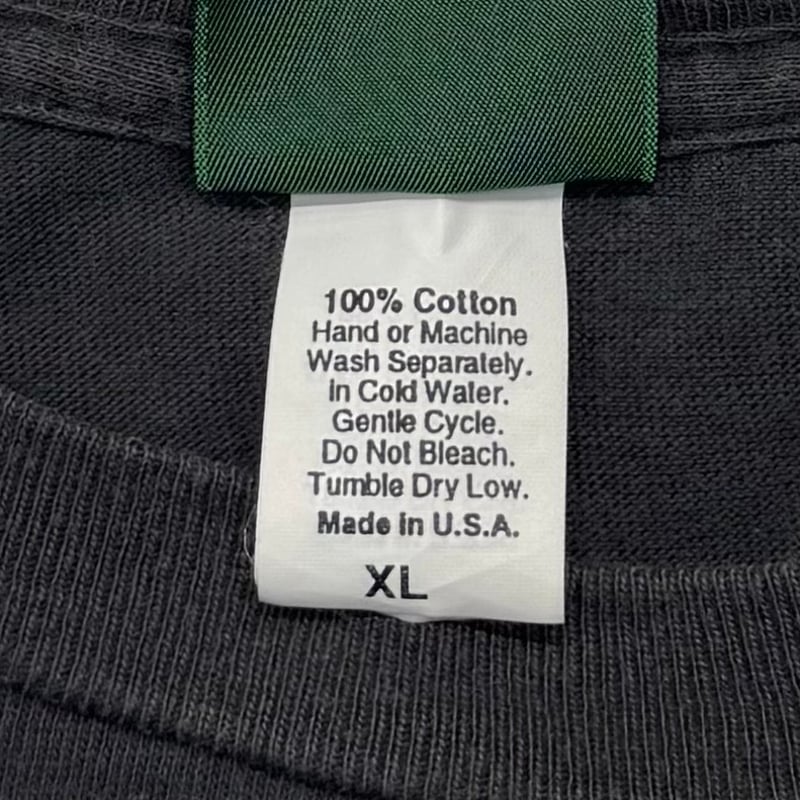 100% Cotton
Hand or Machine
Wash Separately.
in Cold Water.
Gentle Cycle.
Do Not Bleach.
Tumble Dry Low.
Made in U.S.A.
XL